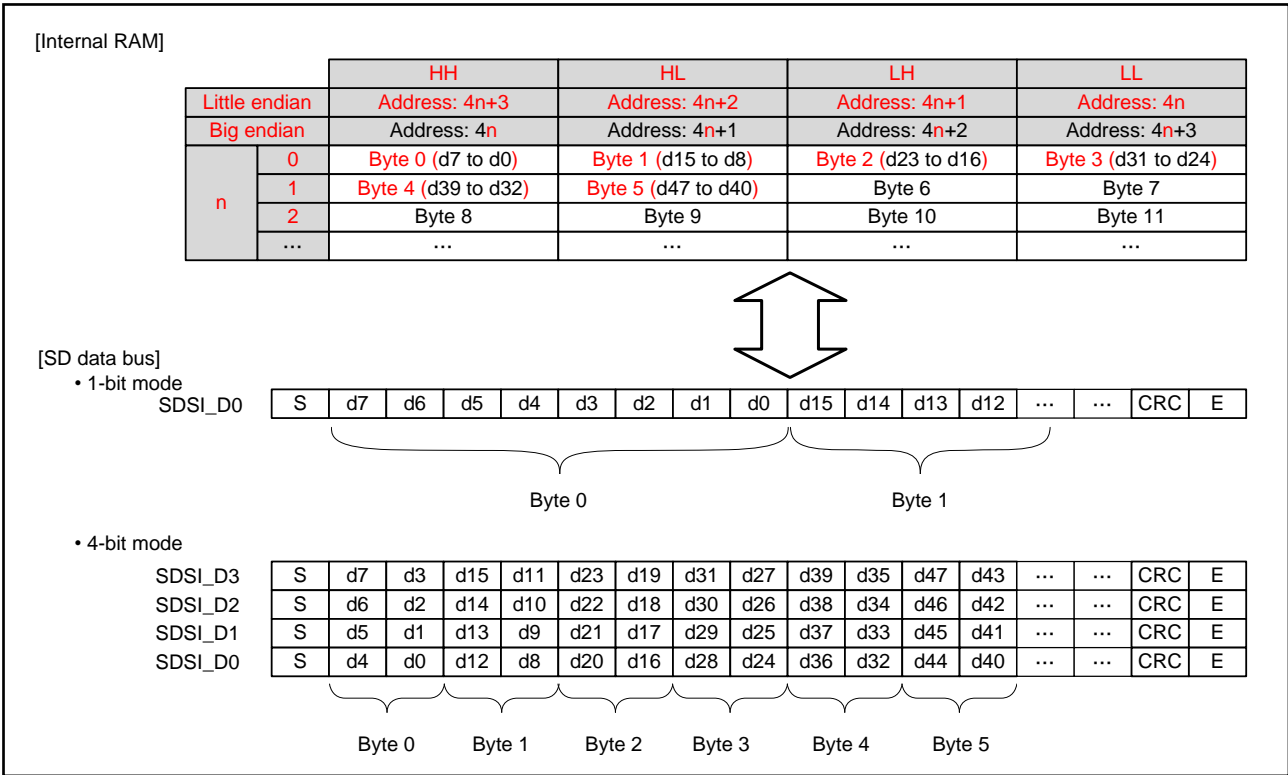 [Internal RAM]
HH HL LH LL
Little endian Address: 4n+3 Address: 4n+2 Address: 4n+1 Address: 4n
Big endian Address: 4n Address: 4n+1 Address: 4n+2 Address: 4n+3
n 0 Byte 0 (d7 to d0) Byte 1 (d15 to d8) Byte 2 (d23 to d16) Byte 3 (d31 to d24)
1 Byte 4 (d39 to d32) Byte 5 (d47 to d40) Byte 6 Byte 7
2 Byte 8 Byte 9 Byte 10 Byte 11
… … … … …
[SD data bus]
• 1-bit mode
SDSI_D0 S d7 d6 d5 d4 d3 d2 d1 d0 d15 d14 d13 d12 … … CRC E
Byte 0 Byte 1
• 4-bit mode
SDSI_D3 S d7 d3 d15 d11 d23 d19 d31 d27 d39 d35 d47 d43 … … CRC E
SDSI_D2 S d6 d2 d14 d10 d22 d18 d30 d26 d38 d34 d46 d42 … … CRC E
SDSI_D1 S d5 d1 d13 d9 d21 d17 d29 d25 d37 d33 d45 d41 … … CRC E
SDSI_D0 S d4 d0 d12 d8 d20 d16 d28 d24 d36 d32 d44 d40 … … CRC E
Byte 0 Byte 1 Byte 2 Byte 3 Byte 4 Byte 5